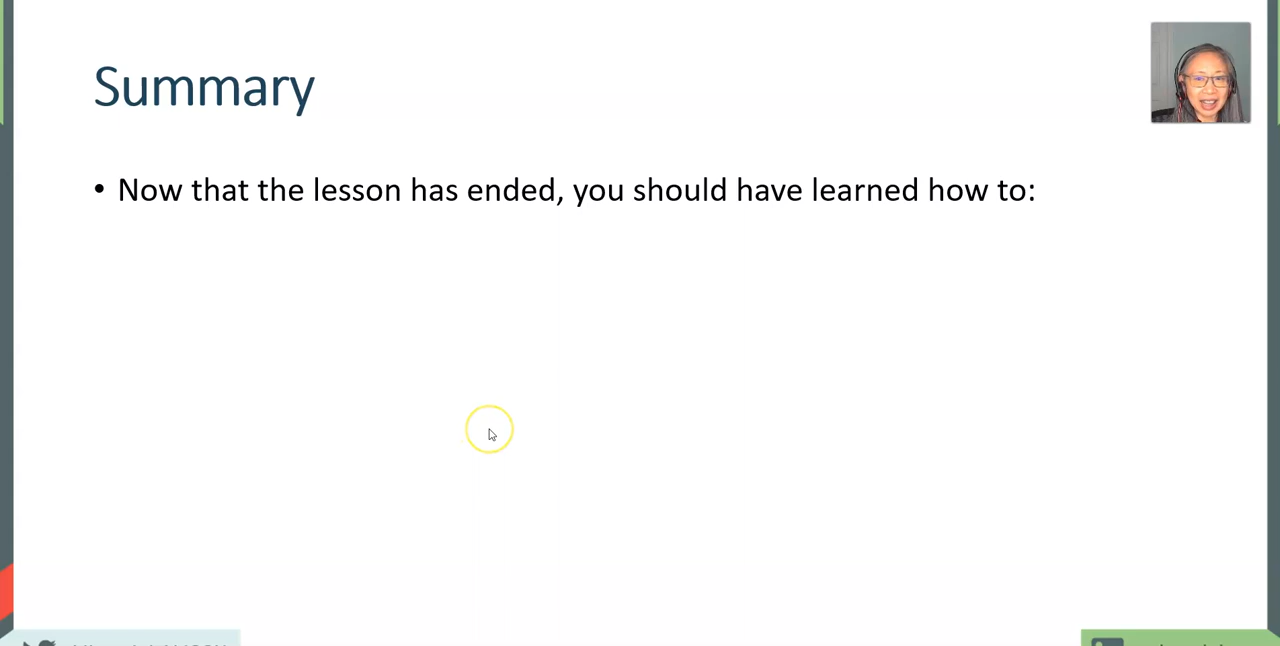 Summary
• Now that the lesson has ended, you should have learned how to: